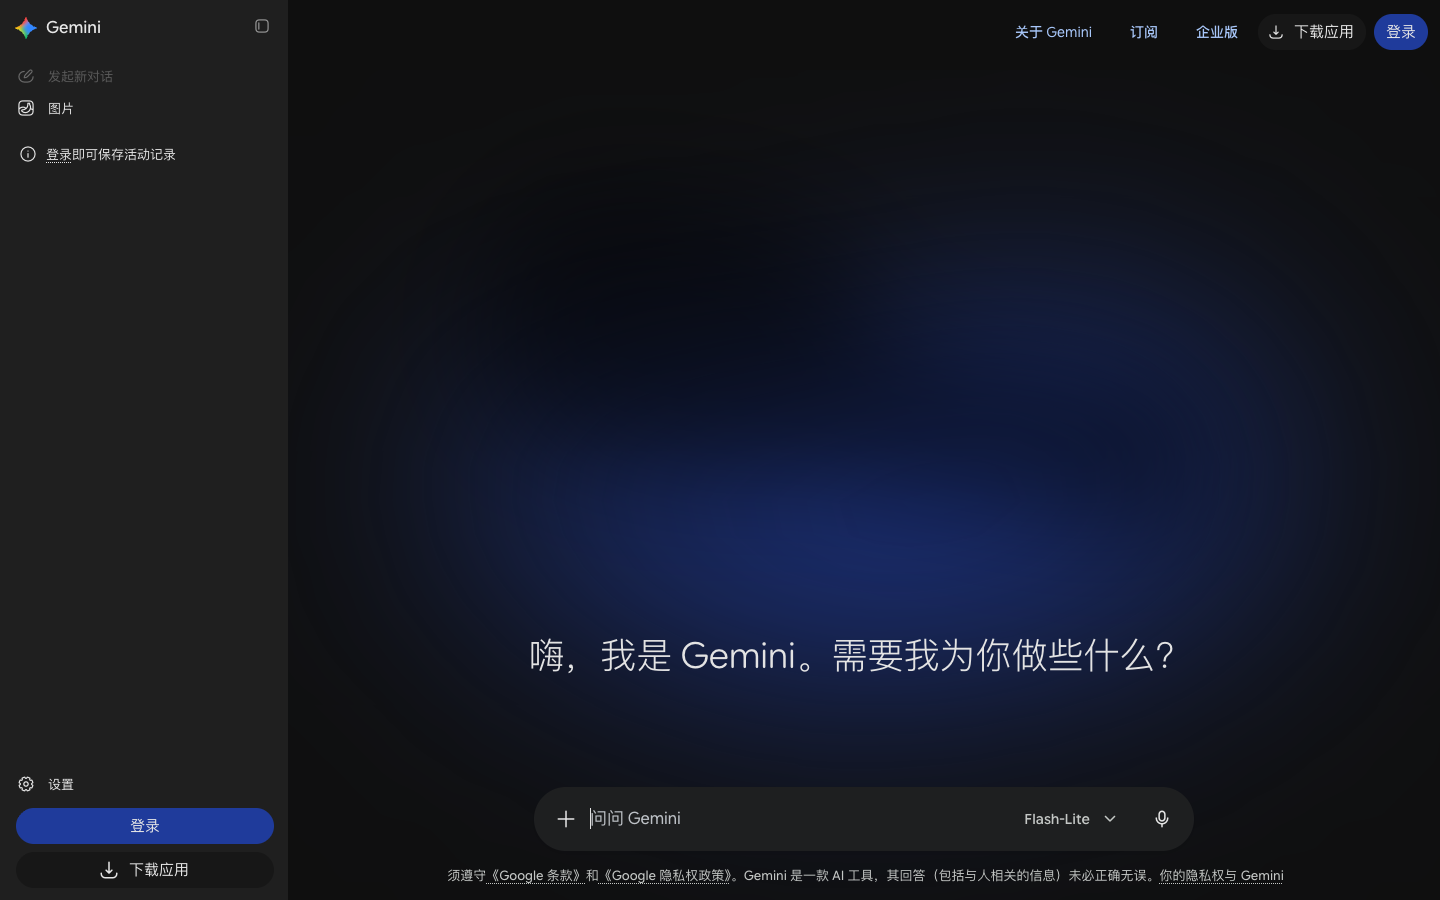 Gemini
发起新对话
图片
登录即可保存活动记录
设置
登录
下载应用
关于 Gemini
订阅
企业版
下载应用
登录
嗨，我是 Gemini。需要我为你做些什么？
问问 Gemini
Flash-Lite
须遵守《Google 条款》和《Google 隐私权政策》。Gemini 是一款 AI 工具，其回答（包括与人相关的信息）未必正确无误。你的隐私权与 Gemini